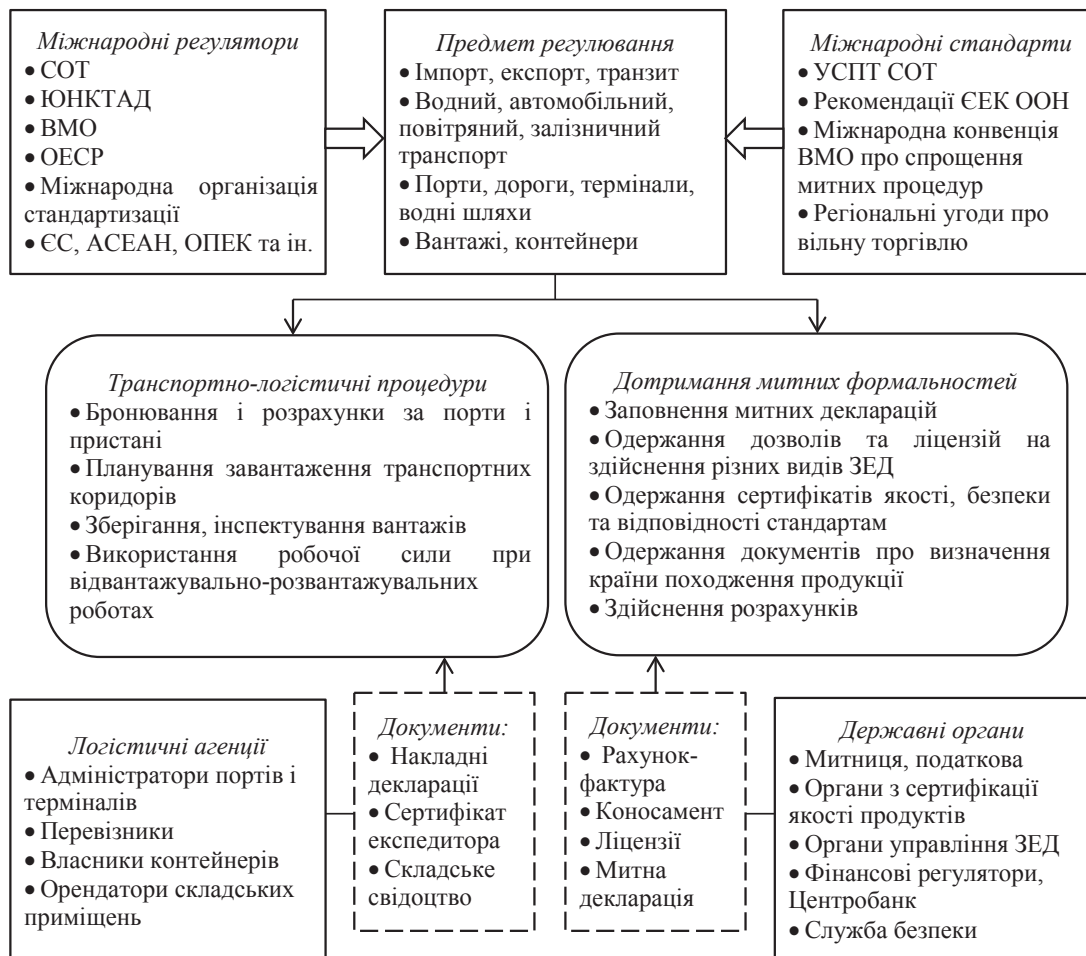 Міжнародні регулятори
• СОТ
• ЮНКТАД
• ВМО
• ОЕСР
• Міжнародна організація
стандартизації
• ЄС, АСЕАН, ОПЕК та ін.
Предмет регулювання
• Імпорт, експорт, транзит
• Водний, автомобільний,
повітряний, залізничний
транспорт
• Порти, дороги, термінали,
водні шляхи
• Вантажі, контейнери
Міжнародні стандарти
• УСПТ СОТ
• Рекомендації ЄЕК ООН
• Міжнародна конвенція
ВМО про спрощення
митних процедур
• Регіональні угоди про
вільну торгівлю
Транспортно-логістичні процедури
• Бронювання і розрахунки за порти і
пристані
• Планування завантаження транспортних
коридорів
• Зберігання, інспектування вантажів
• Використання робочої сили при
відвантажувально-розвантажувальних
роботах
Дотримання митних формальностей
• Заповнення митних декларацій
• Одержання дозволів та ліцензій на
здійснення різних видів ЗЕД
• Одержання сертифікатів якості, безпеки
та відповідності стандартам
• Одержання документів про визначення
країни походження продукції
• Здійснення розрахунків
Логістичні агенції
• Адміністратори портів і
терміналів
• Перевізники
• Власники контейнерів
• Орендатори складських
приміщень
Документи:
• Накладні
декларації
• Сертифікат
експедитора
• Складське
свідоцтво
Документи:
• Рахунок-
фактура
• Коносамент
• Ліцензії
• Митна
декларація
Державні органи
• Митниця, податкова
• Органи з сертифікації
якості продуктів
• Органи управління ЗЕД
• Фінансові регулятори,
Центробанк
• Служба безпеки